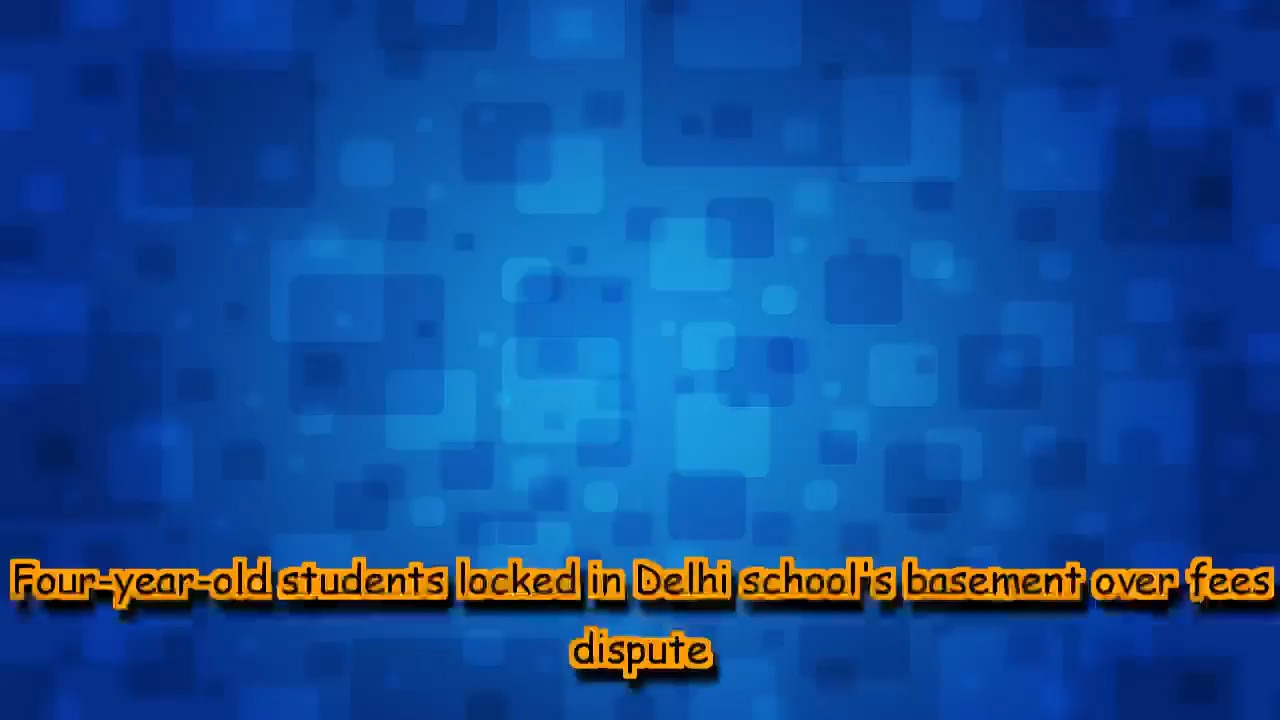 Four-year-old students locked in Delhi school's basement over fees
dispute